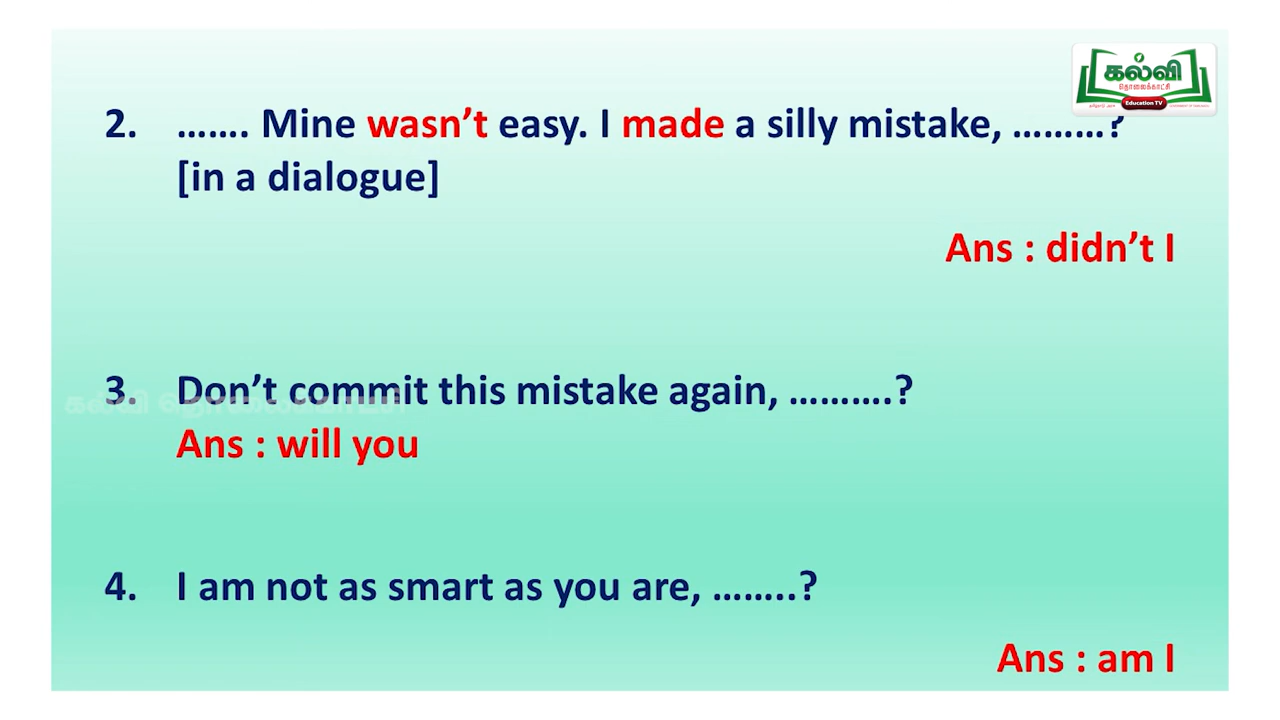 கல்வி
தொலைக்காட்சி
Education TV
2. ……. Mine wasn’t easy. I made a silly mistake, ………?
[in a dialogue]
Ans : didn’t I
3. Don’t commit this mistake again, ……….?
கல்வி தொலைக்காட்சி
Ans : will you
4. I am not as smart as you are, ……..?
Ans : am I